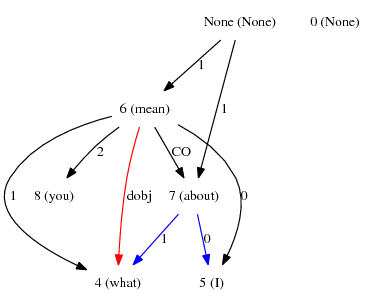 None (None) 0 (None)
1
6 (mean) 1
2 CO
1 8 (you) dobj 7 (about) 0
1 0
4 (what) 5 (I)